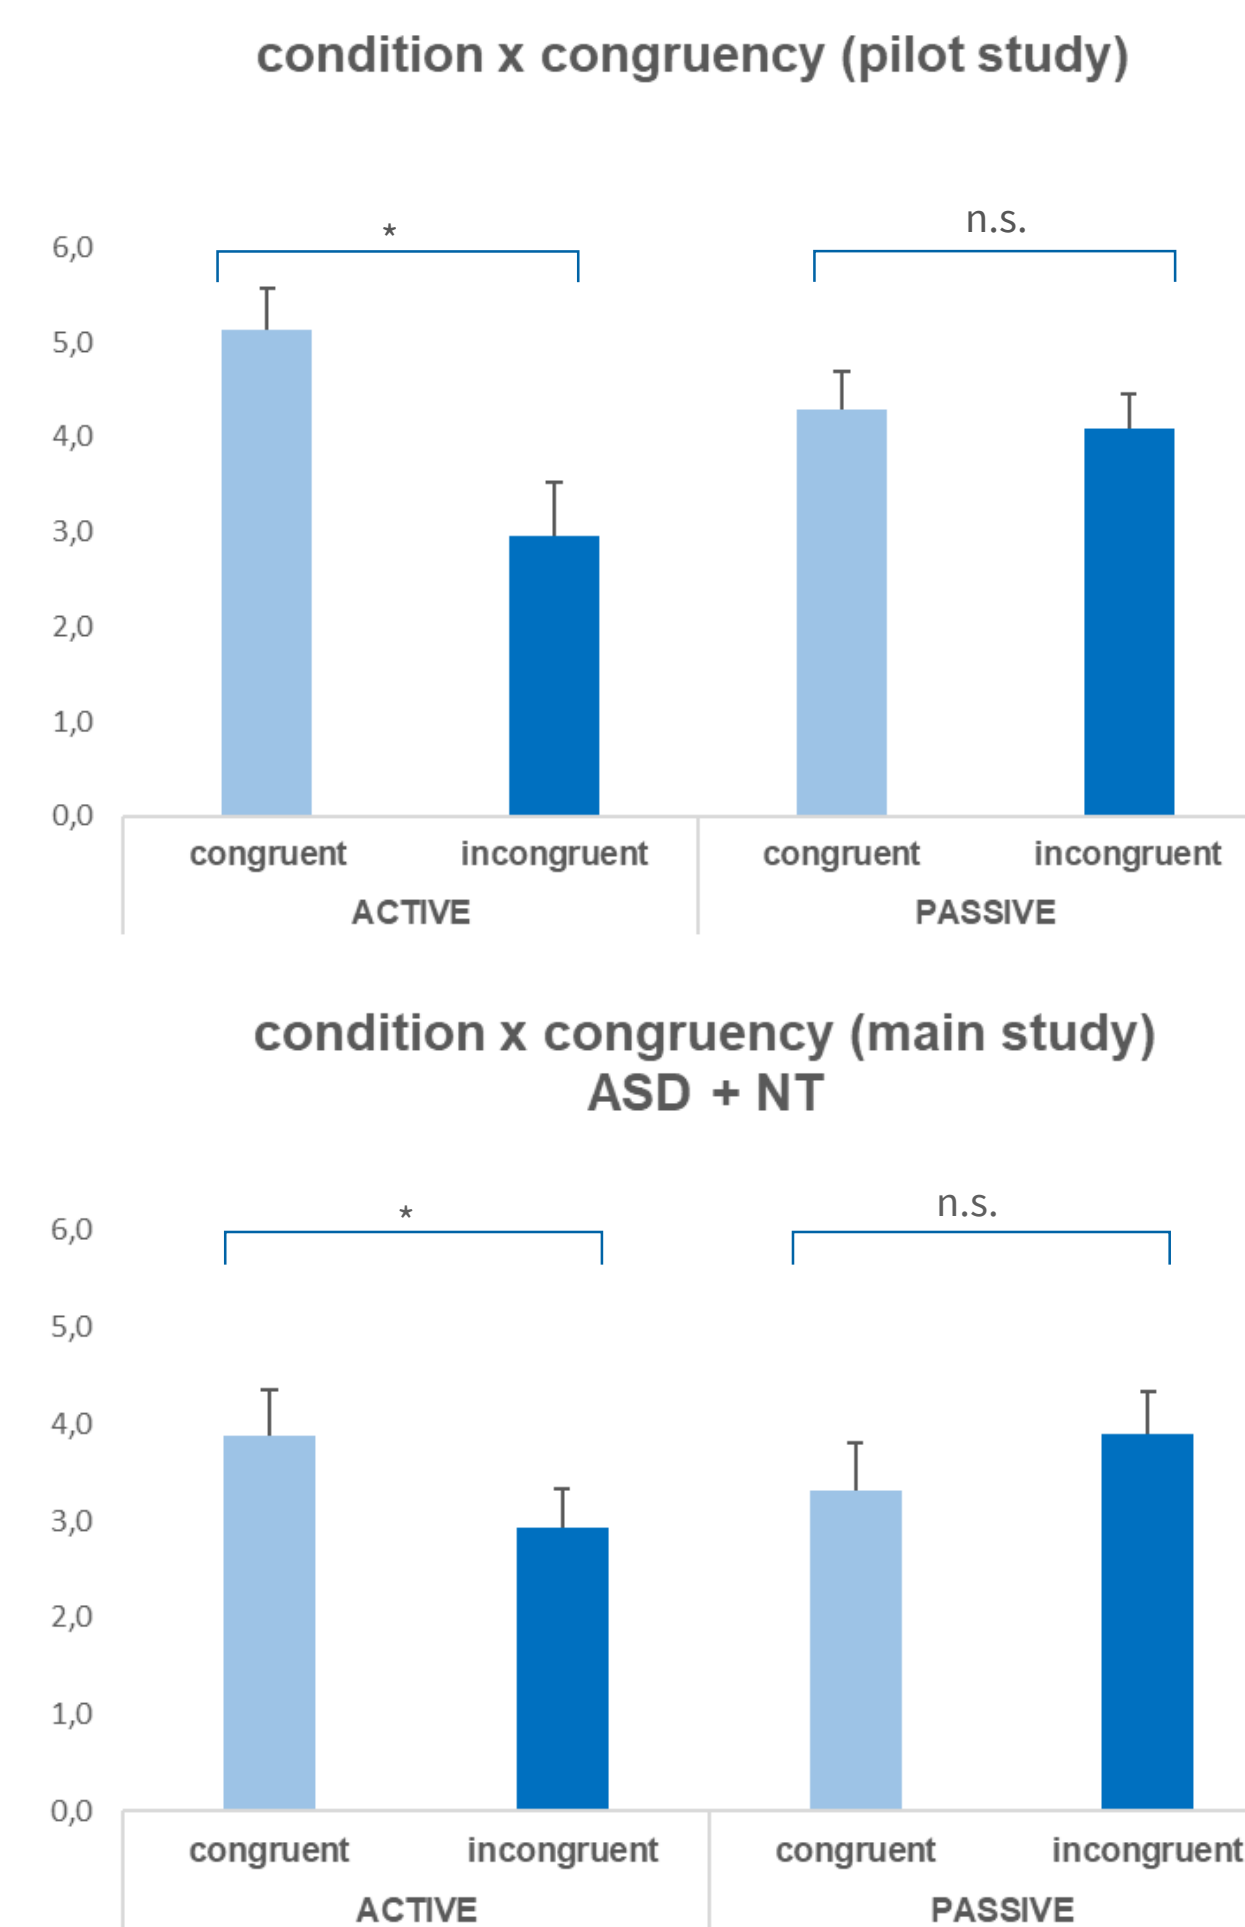 condition x congruency (pilot study)
* n.s.
6,0
5,0
4,0
3,0
2,0
1,0
0,0
congruent incongruent congruent incongruent
ACTIVE PASSIVE
condition x congruency (main study)
ASD + NT
* n.s.
6,0
5,0
4,0
3,0
2,0
1,0
0,0
congruent incongruent congruent incongruent
ACTIVE PASSIVE